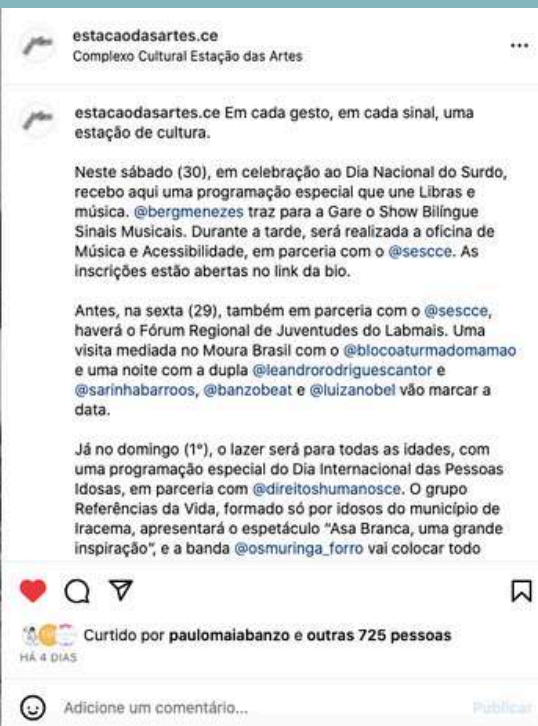 estacaodasartes.ce
Complexo Cultural Estação das Artes
estacaodasartes.ce Em cada gesto, em cada sinal, uma
estação de cultura.
Neste sábado (30), em celebração ao Dia Nacional do Surdo,
recebo aqui uma programação especial que une Libras e
música. @bergmenezes traz para a Gare o Show Bilíngue
Sinais Musicais. Durante a tarde, será realizada a oficina de
Música e Acessibilidade, em parceria com o @sescce. As
inscrições estão abertas no link da bio.
Antes, na sexta (29), também em parceria com o @sescce,
haverá o Fórum Regional de Juventudes do Labmais. Uma
visita mediada no Moura Brasil com o @blocoaturmadomamao
e uma noite com a dupla @leandrorodriguescantor e
@sarinhabarroos, @banzobeat e @luizanobel vão marcar a
data.
Já no domingo (1°), o lazer será para todas as idades, com
uma programação especial do Dia Internacional das Pessoas
Idosas, em parceria com @direitoshumanosce. O grupo
Referências da Vida, formado só por idosos do município de
Iracema, apresentará o espetáculo "Asa Branca, uma grande
inspiração", e a banda @osmuringa_forro vai colocar todo
Curtido por paulomaiabanzo e outras 725 pessoas
HÁ 4 DIAS
Adicione um comentário...
Publicar